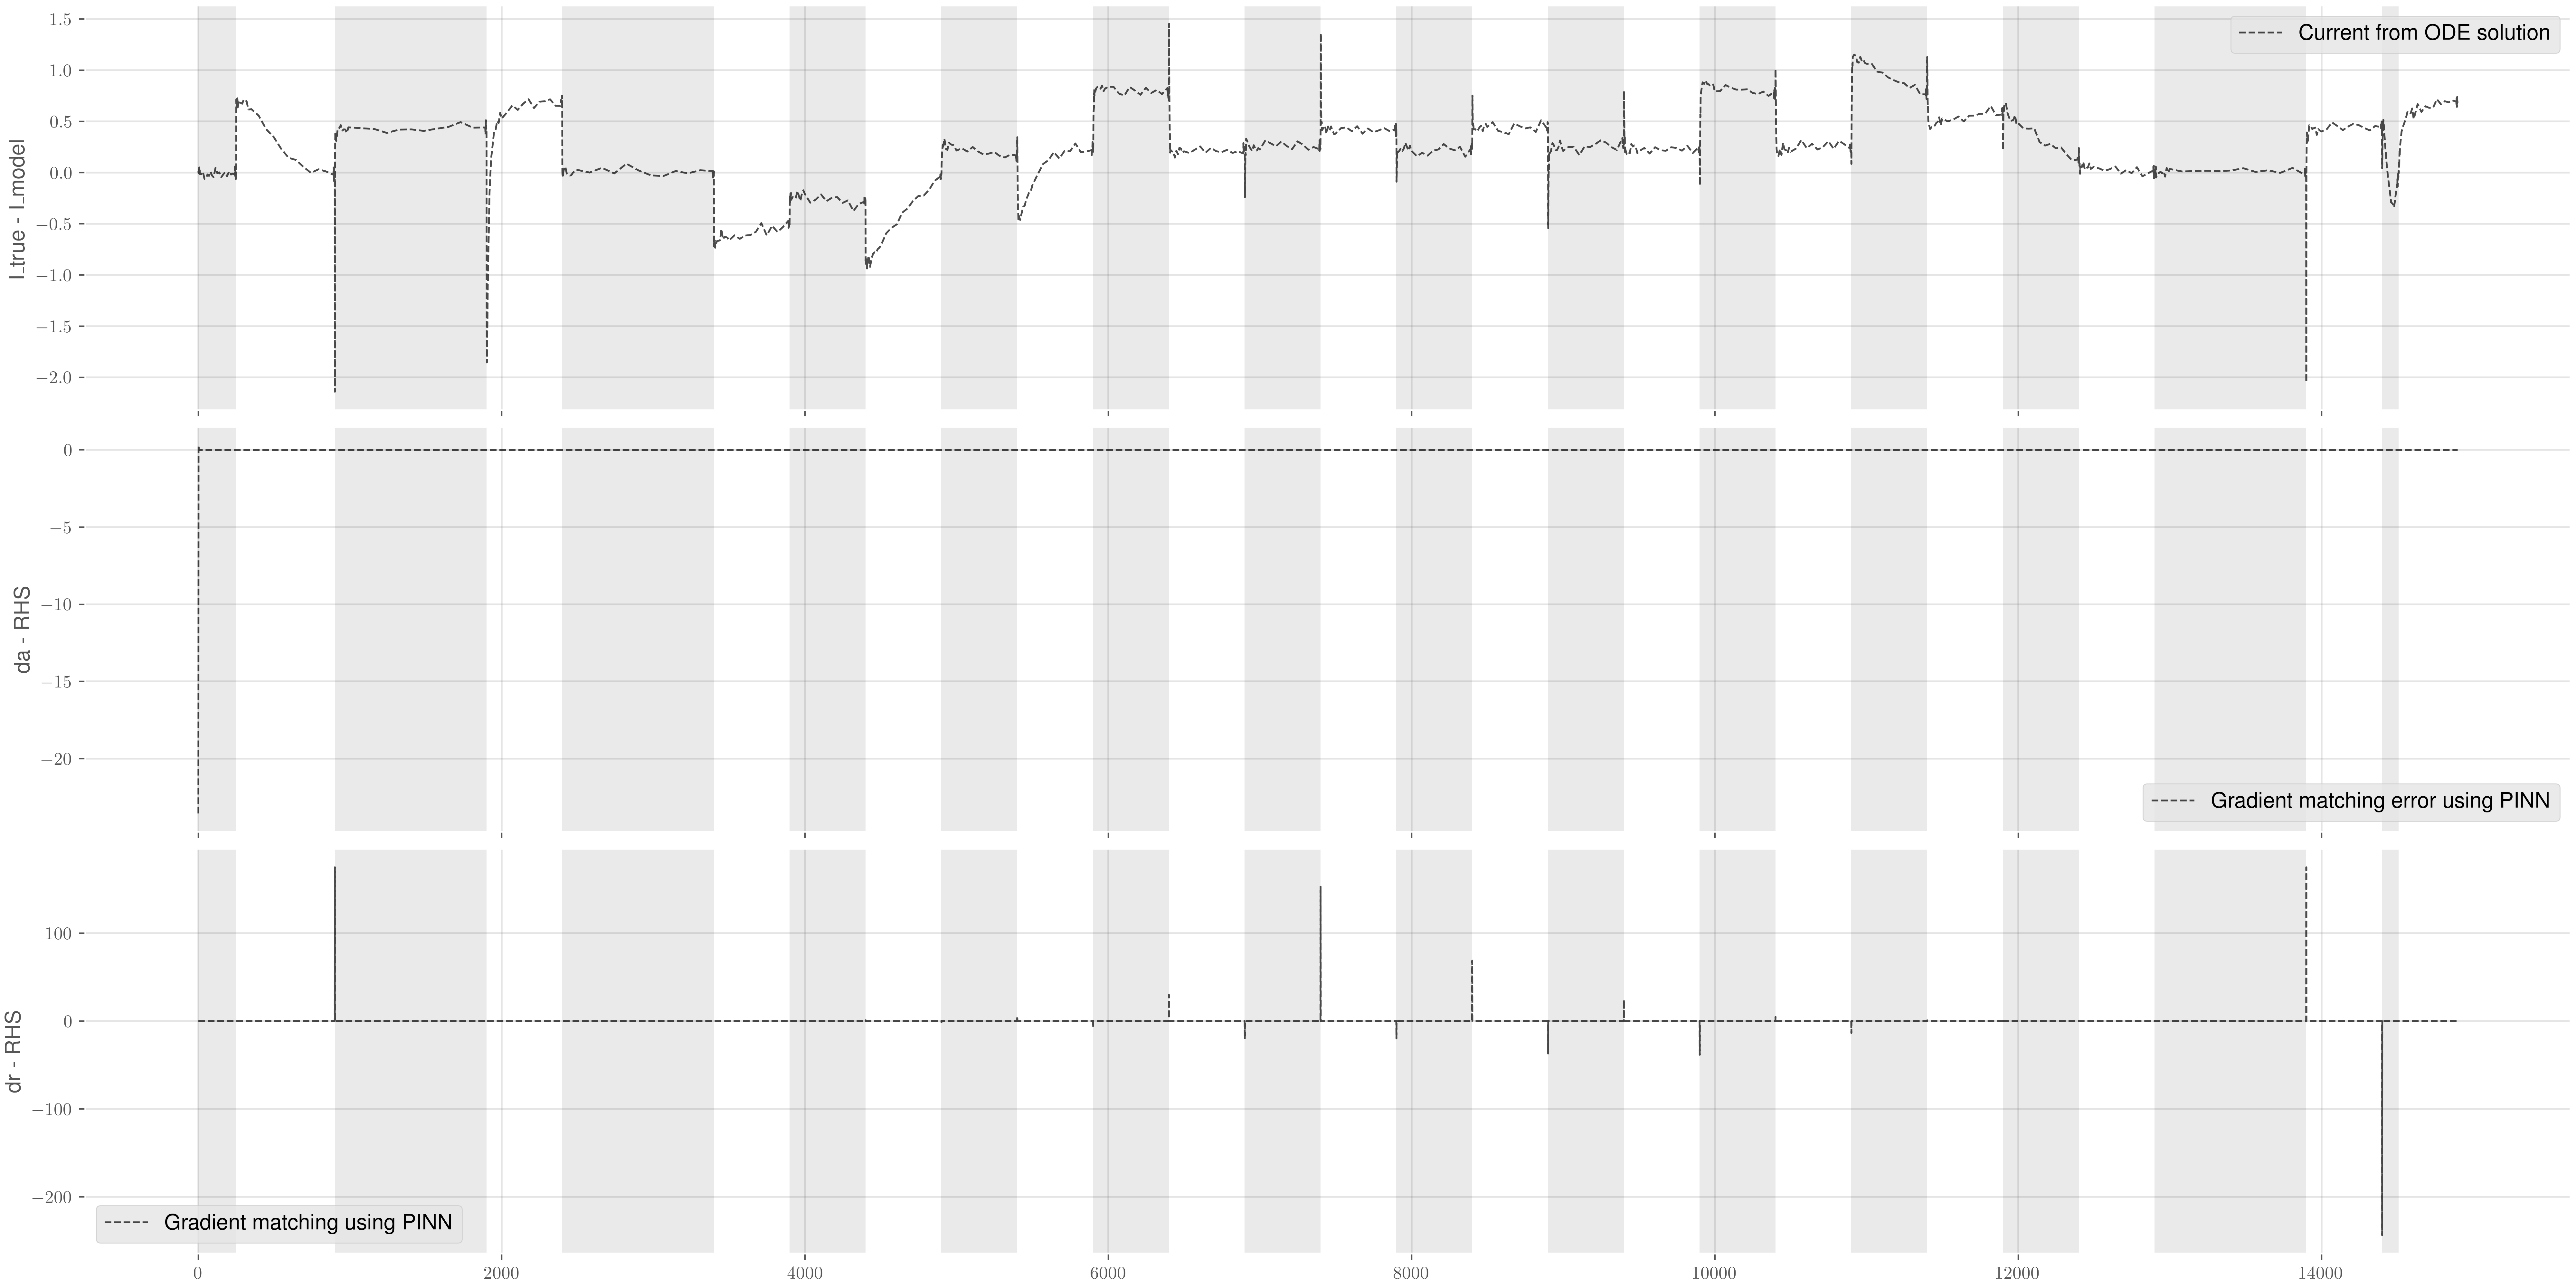 1.5
1.0
0.5
0.0
−0.5
−1.0
−1.5
−2.0
I_true - I_model
Current from ODE solution
0
−5
−10
−15
−20
da - RHS
Gradient matching error using PINN
100
0
−100
−200
dr - RHS
Gradient matching using PINN
0 2000 4000 6000 8000 10000 12000 14000